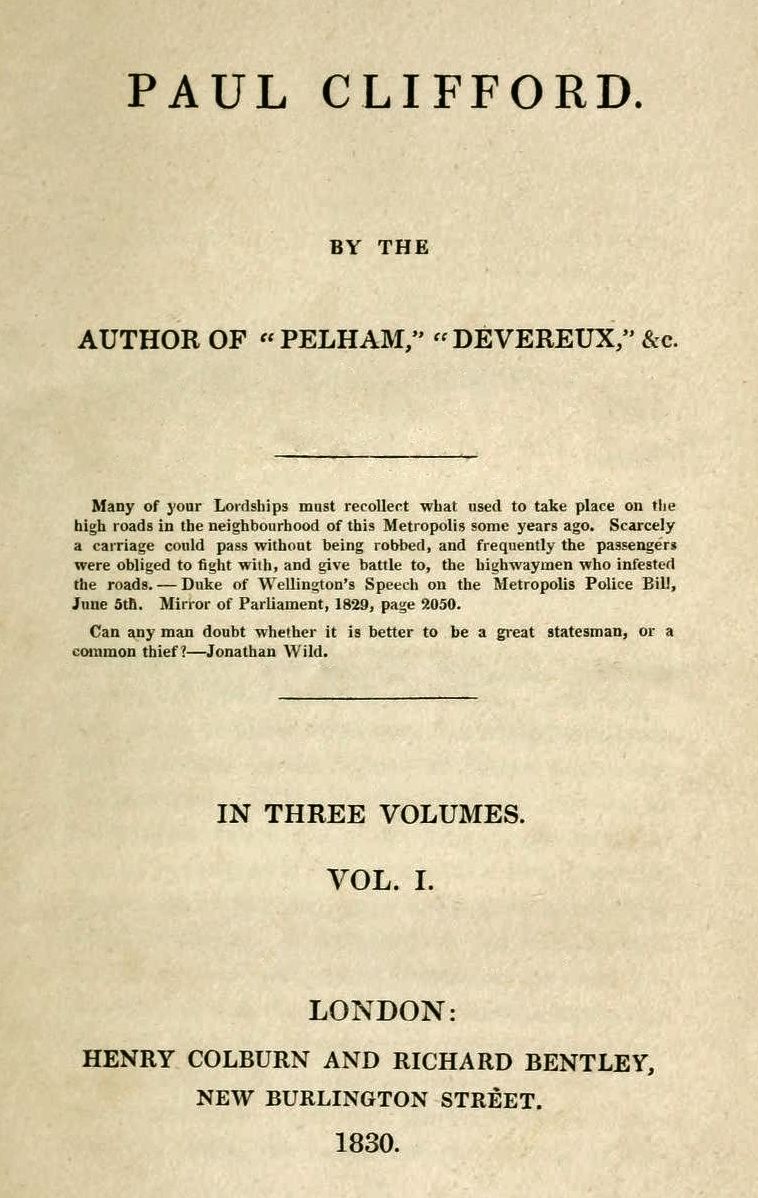 PAUL CLIFFORD.
BY THE
AUTHOR OF “PELHAM,” “DEVEREUX,” &c.
Many of your Lordships must recollect what used to take place on the
high roads in the neighbourhood of this Metropolis some years ago. Scarcely
a carriage could pass without being robbed, and frequently the passengers
were obliged to fight with, and give battle to, the highwaymen who infested
the roads.—Duke of Wellington's Speech on the Metropolis Police Bill,
June 5th. Mirror of Parliament, 1829, page 2050.
Can any man doubt whether it is better to be a great statesman, or a
common thief?—Jonathan Wild.
IN THREE VOLUMES.
VOL. I.
LONDON:
HENRY COLBURN AND RICHARD BENTLEY,
NEW BURLINGTON STREET.
1830.